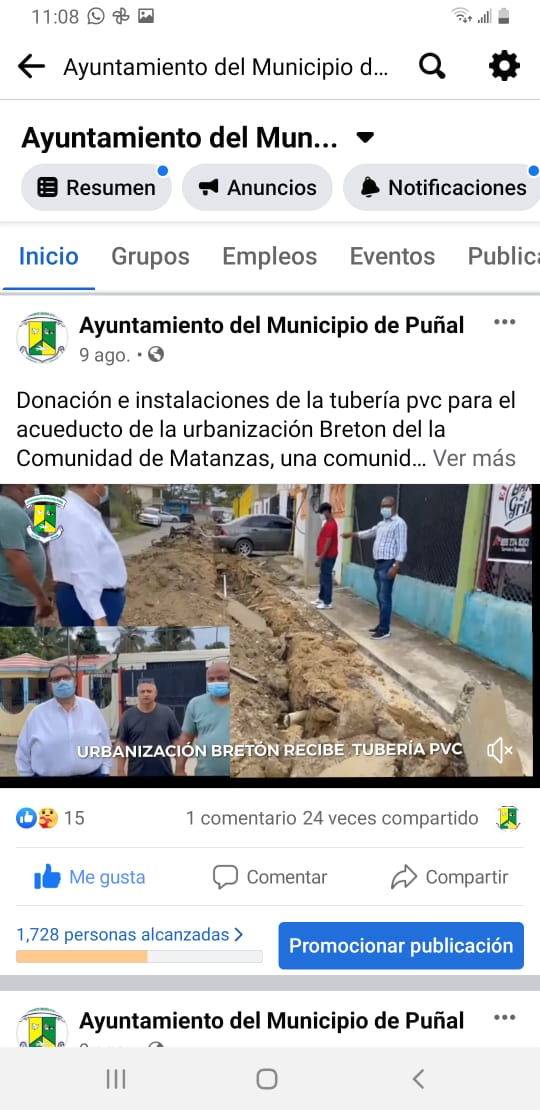 11:08
Ayuntamiento del Municipio d...
Ayuntamiento del Mun...
Resumen
Anuncios
Notificaciones
Inicio
Grupos
Empleos
Eventos
Public
Ayuntamiento del Municipio de Puñal
9 ago.
Donación e instalaciones de la tubería pvc para el
acueducto de la urbanización Breton del la
Comunidad de Matanzas, una comunid... Ver más
Grill
URBANIZACIÓN BRETÓN RECIBE TUBERÍA PVC
15
1 comentario 24 veces compartido
Me gusta
Comentar
Compartir
1,728 personas alcanzadas >
Promocionar publicación
Ayuntamiento del Municipio de Puñal